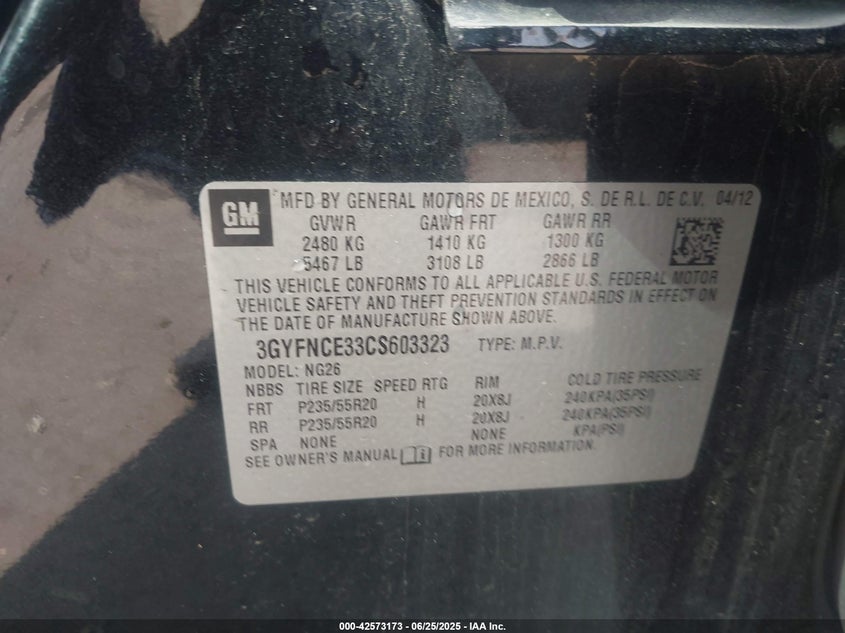 GM
MFD BY GENERAL MOTORS DE MEXICO, S. DE R.L. DE C.V. 04/12
GVWR GAWR FRT GAWR RR
2480 KG 1410 KG 1300 KG
5467 LB 3108 LB 2866 LB
THIS VEHICLE CONFORMS TO ALL APPLICABLE U.S. FEDERAL MOTOR
VEHICLE SAFETY AND THEFT PREVENTION STANDARDS IN EFFECT ON
THE DATE OF MANUFACTURE SHOWN ABOVE.
3GYFNCE33CS603323 TYPE: M.P.V.
MODEL: NG26
NBBS TIRE SIZE SPEED RTG RIM COLD TIRE PRESSURE
FRT P235/55R20 H 20X8J 240KPA(35PSI)
RR P235/55R20 H 20X8J 240KPA(35PSI)
SPA NONE NONE KPA(PSI)
SEE OWNER'S MANUAL FOR MORE INFORMATION.
000-42573173 - 06/25/2025 - IAA Inc.